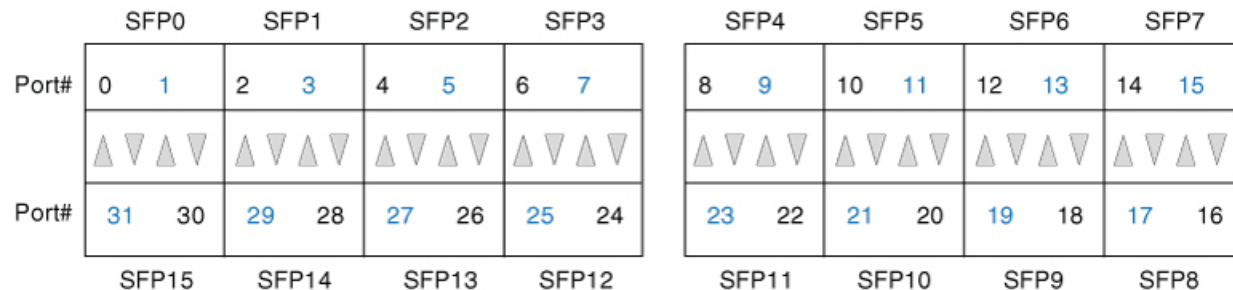 SFP0 SFP1 SFP2 SFP3 SFP4 SFP5 SFP6 SFP7
Port# 0 1 2 3 4 5 6 7 8 9 10 11 12 13 14 15
Port# 31 30 29 28 27 26 25 24 23 22 21 20 19 18 17 16
SFP15 SFP14 SFP13 SFP12 SFP11 SFP10 SFP9 SFP8